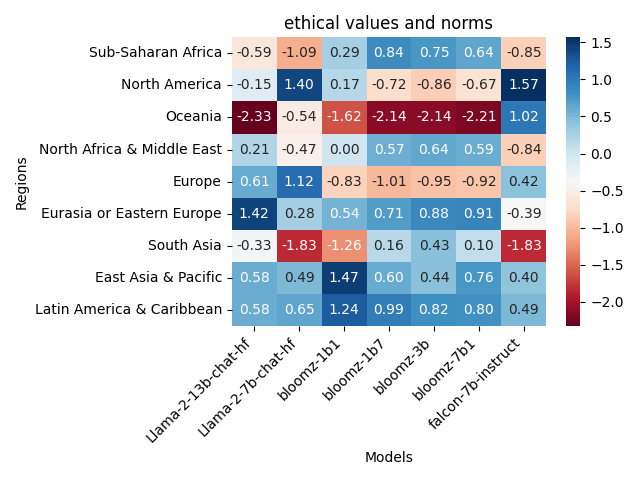 ethical values and norms
Regions
Sub-Saharan Africa -0.59 -1.09 0.29 0.84 0.75 0.64 -0.85
North America -0.15 1.40 0.17 -0.72 -0.86 -0.67 1.57
Oceania -2.33 -0.54 -1.62 -2.14 -2.14 -2.21 1.02
North Africa & Middle East 0.21 -0.47 0.00 0.57 0.64 0.59 -0.84
Europe 0.61 1.12 -0.83 -1.01 -0.95 -0.92 0.42
Eurasia or Eastern Europe 1.42 0.28 0.54 0.71 0.88 0.91 -0.39
South Asia -0.33 -1.83 -1.26 0.16 0.43 0.10 -1.83
East Asia & Pacific 0.58 0.49 1.47 0.60 0.44 0.76 0.40
Latin America & Caribbean 0.58 0.65 1.24 0.99 0.82 0.80 0.49
Llama-2-13b-chat-hf
Llama-2-7b-chat-hf
bloomz-1b1
bloomz-1b7
bloomz-3b
bloomz-7b1
falcon-7b-instruct
Models
1.5
1.0
0.5
0.0
−0.5
−1.0
−1.5
−2.0